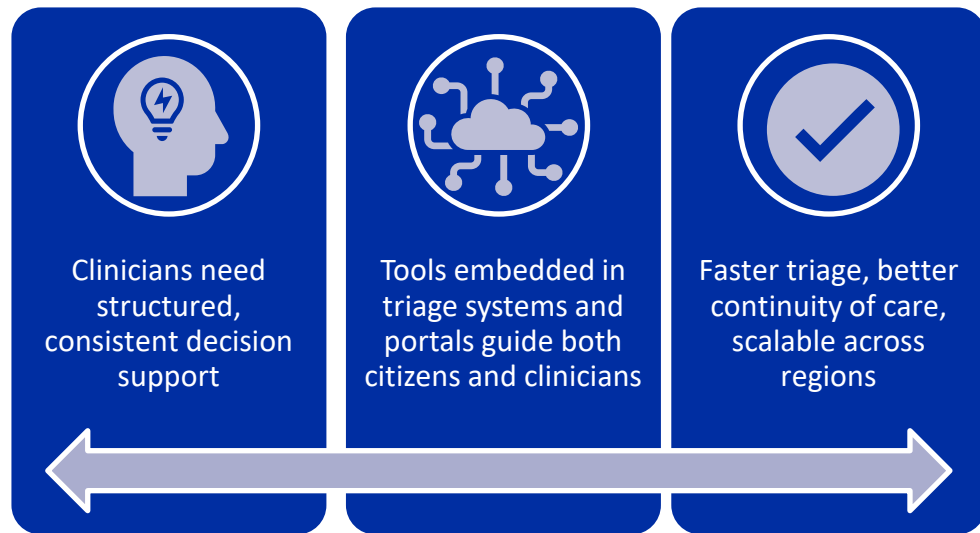 Clinicians need
structured,
consistent decision
support
Tools embedded in
triage systems and
portals guide both
citizens and clinicians
Faster triage, better
continuity of care,
scalable across
regions